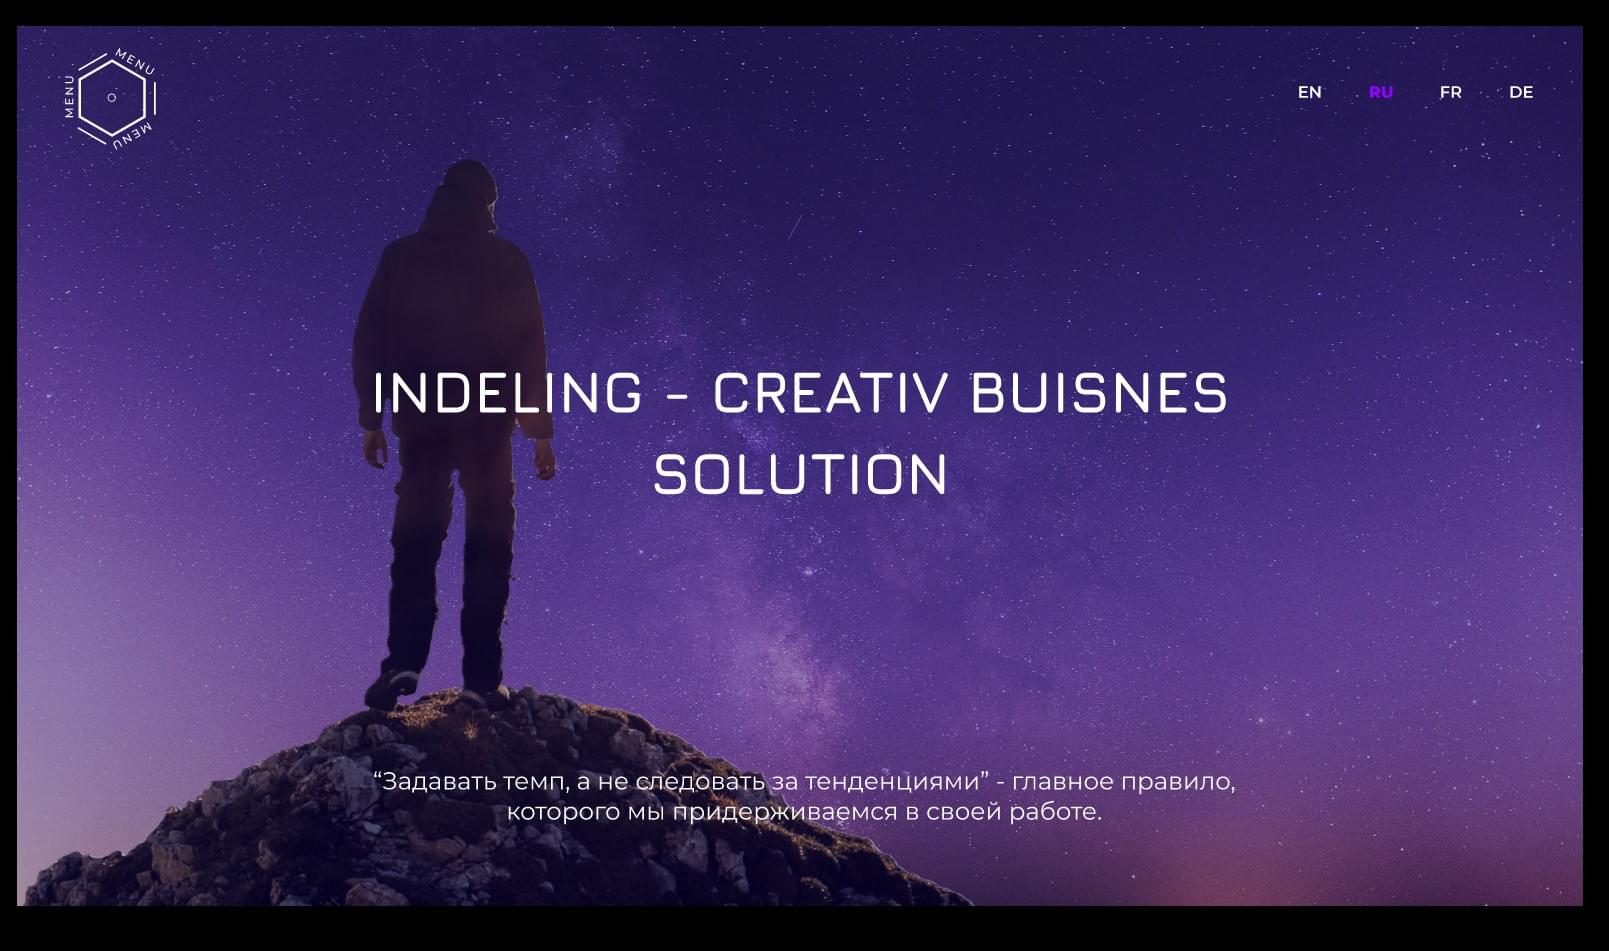 MENU
MENU
MENU
EN RU FR DE
INDELING - CREATIV BUISNES
SOLUTION
“Задавать темп, а не следовать за тенденциями” - главное правило,
которого мы придерживаемся в своей работе.